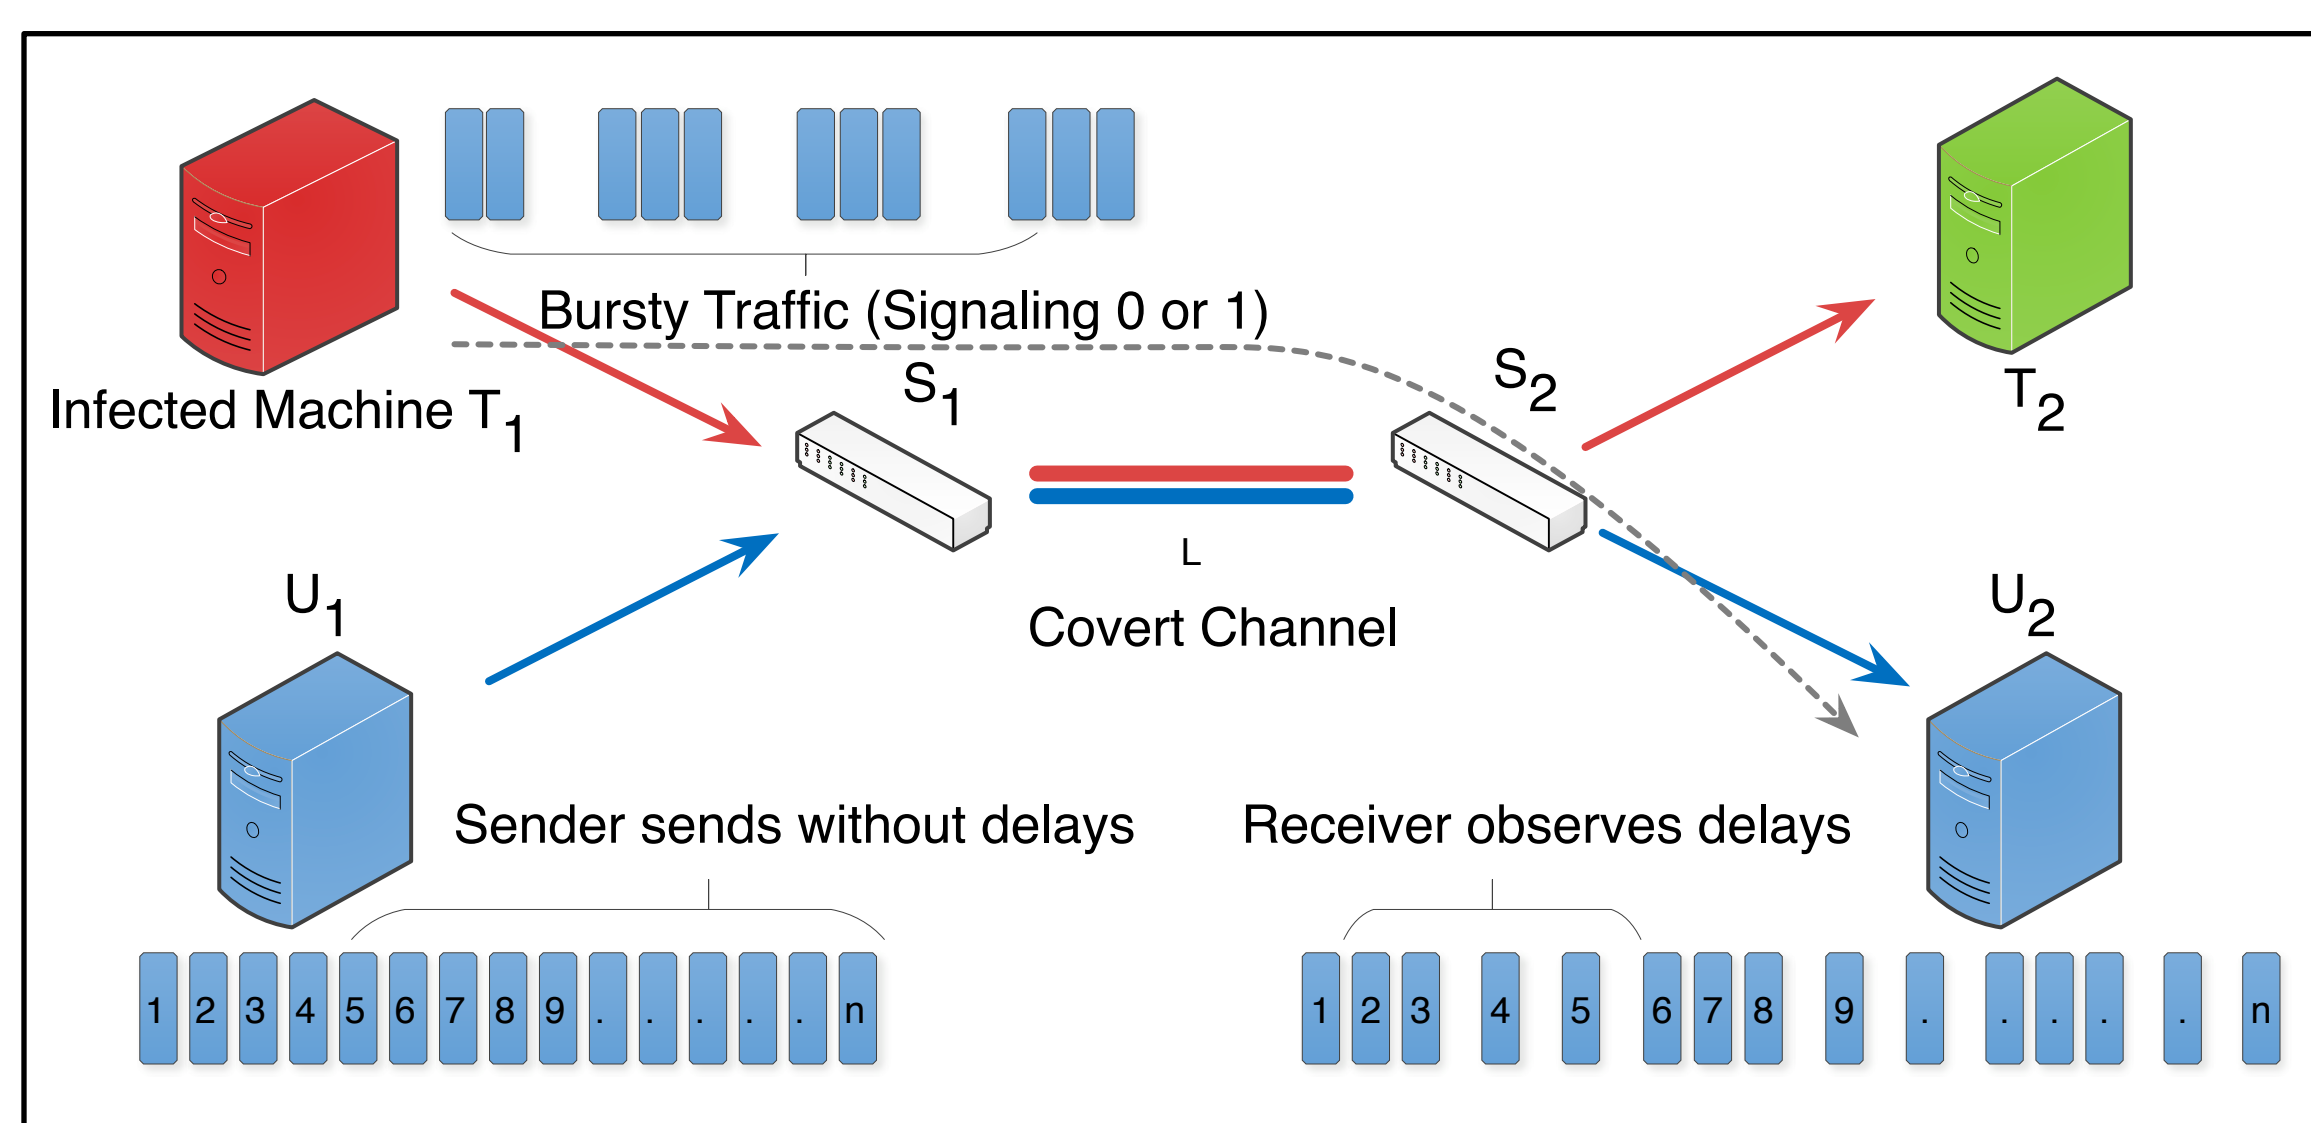 Bursty Traffic (Signaling 0 or 1)
Infected Machine T1
S1
S2
T2
L
Covert Channel
U1
U2
Sender sends without delays
Receiver observes delays
1 2 3 4 5 6 7 8 9 . . . . . n
1 2 3 4 5 6 7 8 9 . . . . . n